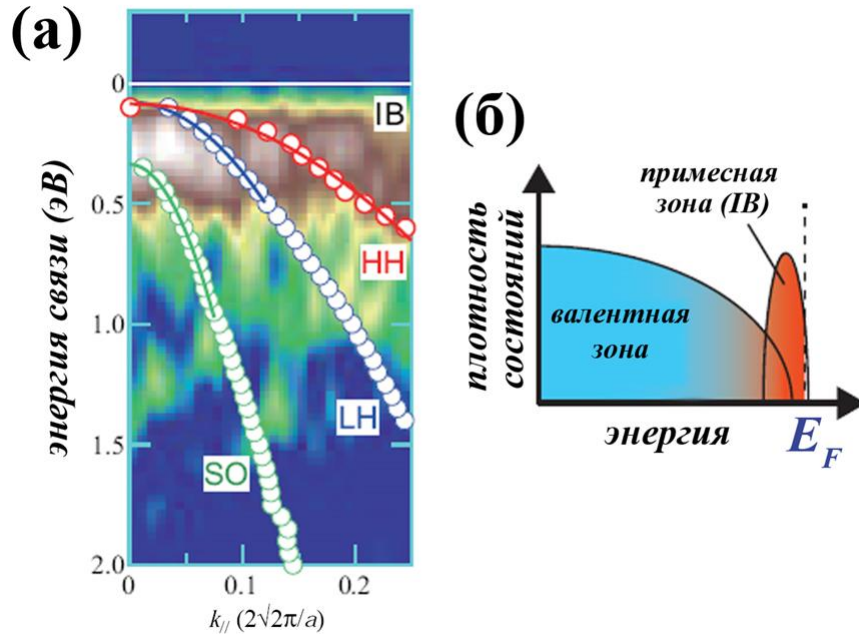 (а)
0
0.5
1.0
1.5
2.0
энергия связи (эВ)
IB
HH
LH
SO
0
0.1
0.2
k// (2√2π/a)
(б)
примесная
зона (IB)
плотность
состояний
валентная
зона
энергия
E_F